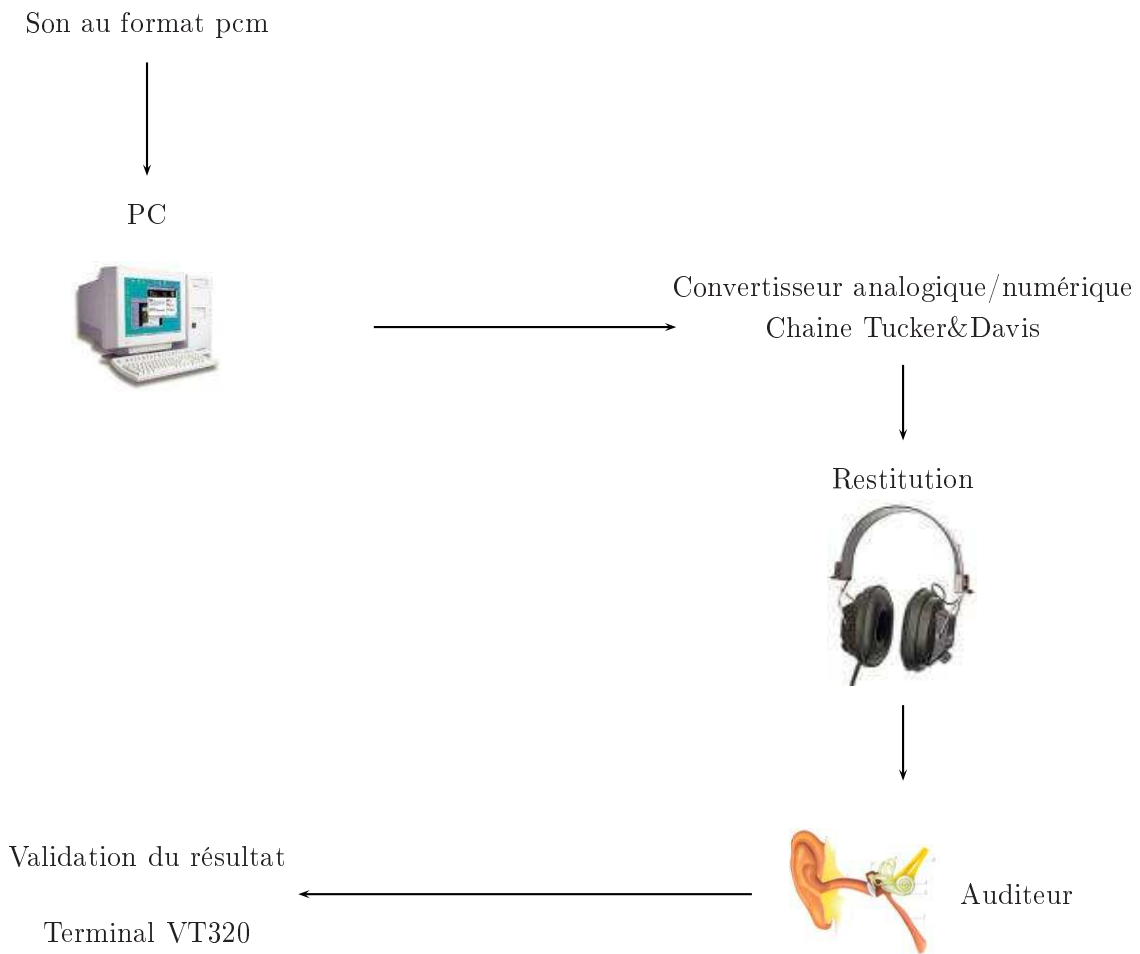 Son au format pcm
PC
Convertisseur analogique/numérique
Chaine Tucker&Davis
Restitution
Auditeur
Validation du résultat
Terminal VT320